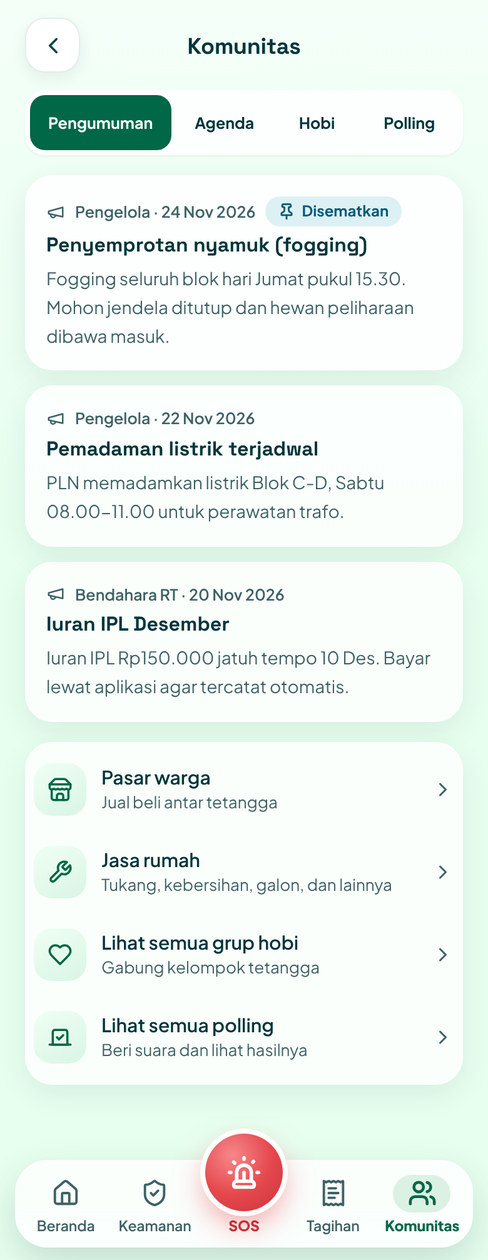 Komunitas
Pengumuman
Agenda
Hobi
Polling
Pengelola · 24 Nov 2026
Disematkan
Penyemprotan nyamuk (fogging)
Fogging seluruh blok hari Jumat pukul 15.30.
Mohon jendela ditutup dan hewan peliharaan
dibawa masuk.
Pengelola · 22 Nov 2026
Pemadaman listrik terjadwal
PLN memadamkan listrik Blok C-D, Sabtu
08.00–11.00 untuk perawatan trafo.
Bendahara RT · 20 Nov 2026
Iuran IPL Desember
Iuran IPL Rp150.000 jatuh tempo 10 Des. Bayar
lewat aplikasi agar tercatat otomatis.
Pasar warga
Jual beli antar tetangga
Jasa rumah
Tukang, kebersihan, galon, dan lainnya
Lihat semua grup hobi
Gabung kelompok tetangga
Lihat semua polling
Beri suara dan lihat hasilnya
Beranda
Keamanan
SOS
Tagihan
Komunitas